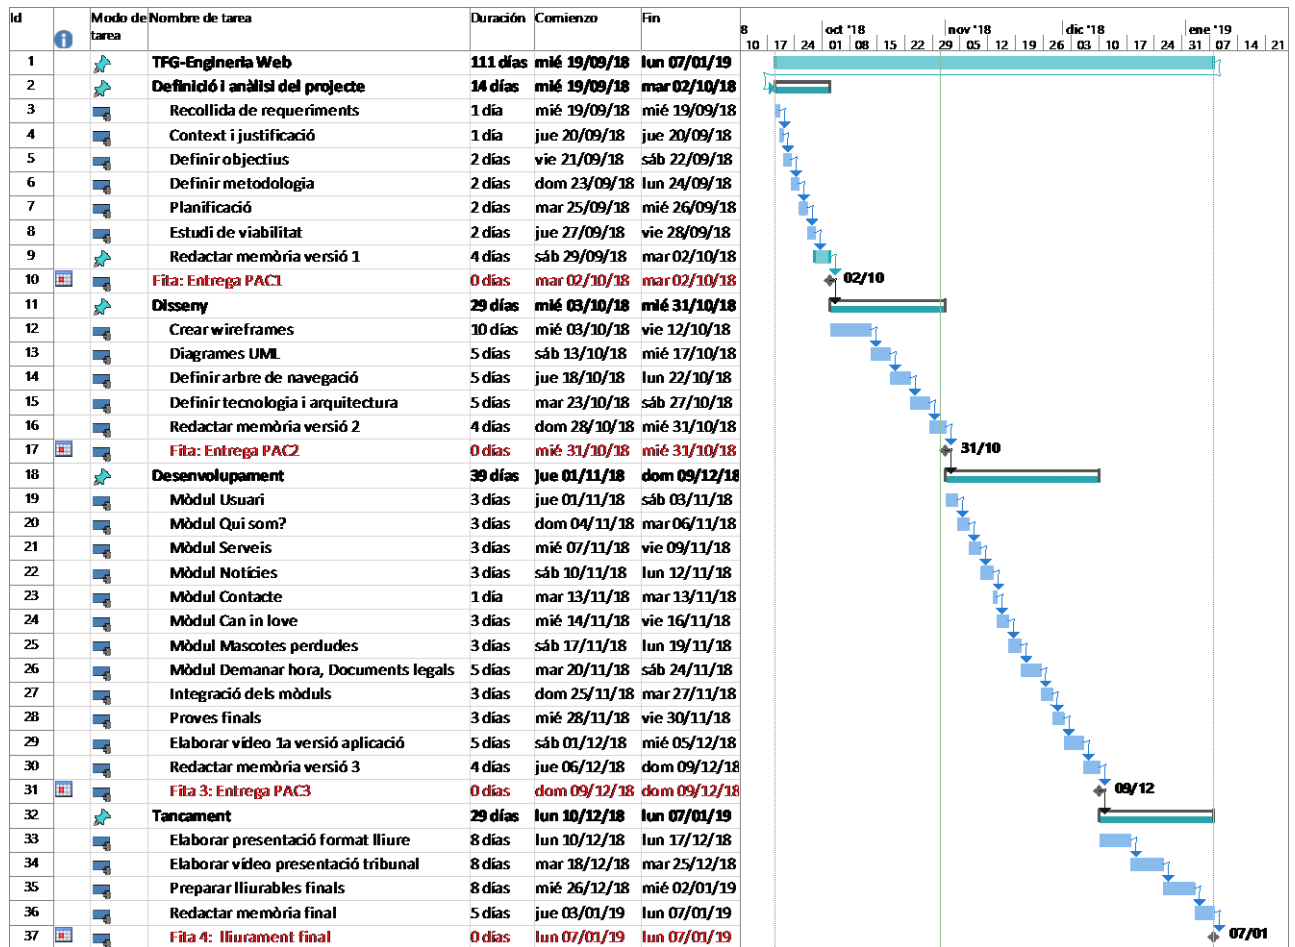 Id Modo de tarea Nombre de tarea Duración Comienzo Fin
8 oct '18 nov '18 dic '18 ene '19
10 17 24 01 08 15 22 29 05 12 19 26 03 10 17 24 31 07 14 21
1 TFG-Engineria Web 111 días mié 19/09/18 lun 07/01/19
2 Definició i anàlisi del projecte 14 días mié 19/09/18 mar 02/10/18
3 Recollida de requeriments 1 día mié 19/09/18 mié 19/09/18
4 Context i justificació 1 día jue 20/09/18 jue 20/09/18
5 Definir objectius 2 días vie 21/09/18 sáb 22/09/18
6 Definir metodologia 2 días dom 23/09/18 lun 24/09/18
7 Planificació 2 días mar 25/09/18 mié 26/09/18
8 Estudi de viabilitat 2 días jue 27/09/18 vie 28/09/18
9 Redactar memòria versió 1 4 días sáb 29/09/18 mar 02/10/18
10 Fita: Entrega PAC1 0 días mar 02/10/18 mar 02/10/18 02/10
11 Disseny 29 días mié 03/10/18 mié 31/10/18
12 Crear wireframes 10 días mié 03/10/18 vie 12/10/18
13 Diagrames UML 5 días sáb 13/10/18 mié 17/10/18
14 Definir arbre de navegació 5 días jue 18/10/18 lun 22/10/18
15 Definir tecnologia i arquitectura 5 días mar 23/10/18 sáb 27/10/18
16 Redactar memòria versió 2 4 días dom 28/10/18 mié 31/10/18
17 Fita: Entrega PAC2 0 días mié 31/10/18 mié 31/10/18 31/10
18 Desenvolupament 39 días jue 01/11/18 dom 09/12/18
19 Mòdul Usuari 3 días jue 01/11/18 sáb 03/11/18
20 Mòdul Qui som? 3 días dom 04/11/18 mar 06/11/18
21 Mòdul Serveis 3 días mié 07/11/18 vie 09/11/18
22 Mòdul Notícies 3 días sáb 10/11/18 lun 12/11/18
23 Mòdul Contacte 1 día mar 13/11/18 mar 13/11/18
24 Mòdul Can in love 3 días mié 14/11/18 vie 16/11/18
25 Mòdul Mascotes perdudes 3 días sáb 17/11/18 lun 19/11/18
26 Mòdul Demanar hora, Documents legals 5 días mar 20/11/18 sáb 24/11/18
27 Integració dels mòduls 3 días dom 25/11/18 mar 27/11/18
28 Proves finals 3 días mié 28/11/18 vie 30/11/18
29 Elaborar vídeo 1a versió aplicació 5 días sáb 01/12/18 mié 05/12/18
30 Redactar memòria versió 3 4 días jue 06/12/18 dom 09/12/18
31 Fita 3: Entrega PAC3 0 días dom 09/12/18 dom 09/12/18 09/12
32 Tancament 29 días lun 10/12/18 lun 07/01/19
33 Elaborar presentació format lliure 8 días lun 10/12/18 lun 17/12/18
34 Elaborar vídeo presentació tribunal 8 días mar 18/12/18 mar 25/12/18
35 Preparar lliurables finals 8 días mié 26/12/18 mié 02/01/19
36 Redactar memòria final 5 días jue 03/01/19 lun 07/01/19
37 Fita 4: lliurament final 0 días lun 07/01/19 lun 07/01/19 07/01